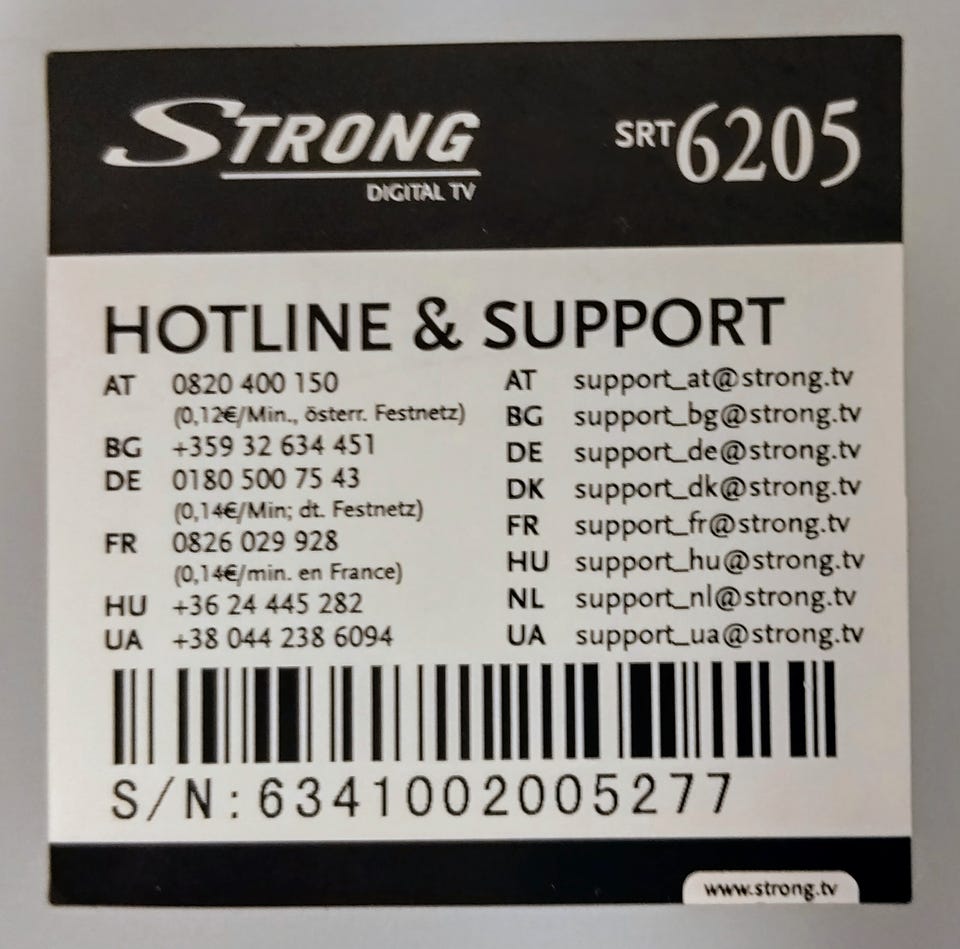 STRONG
DIGITAL TV
SRT6205
HOTLINE & SUPPORT
AT 0820 400 150
(0,12€/Min., österr. Festnetz)
BG +359 32 634 451
DE 0180 500 75 43
(0,14€/Min; dt. Festnetz)
FR 0826 029 928
(0,14€/min. en France)
HU +36 24 445 282
UA +38 044 238 6094
AT support_at@strong.tv
BG support_bg@strong.tv
DE support_de@strong.tv
DK support_dk@strong.tv
FR support_fr@strong.tv
HU support_hu@strong.tv
NL support_nl@strong.tv
UA support_ua@strong.tv
S/N:6341002005277
www.strong.tv